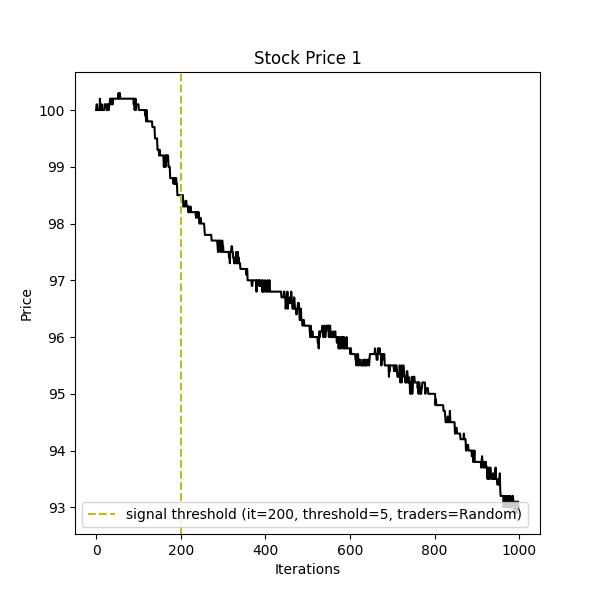 Stock Price 1
Price
100
99
98
97
96
95
94
93
signal threshold (it=200, threshold=5, traders=Random)
0 200 400 600 800 1000
Iterations